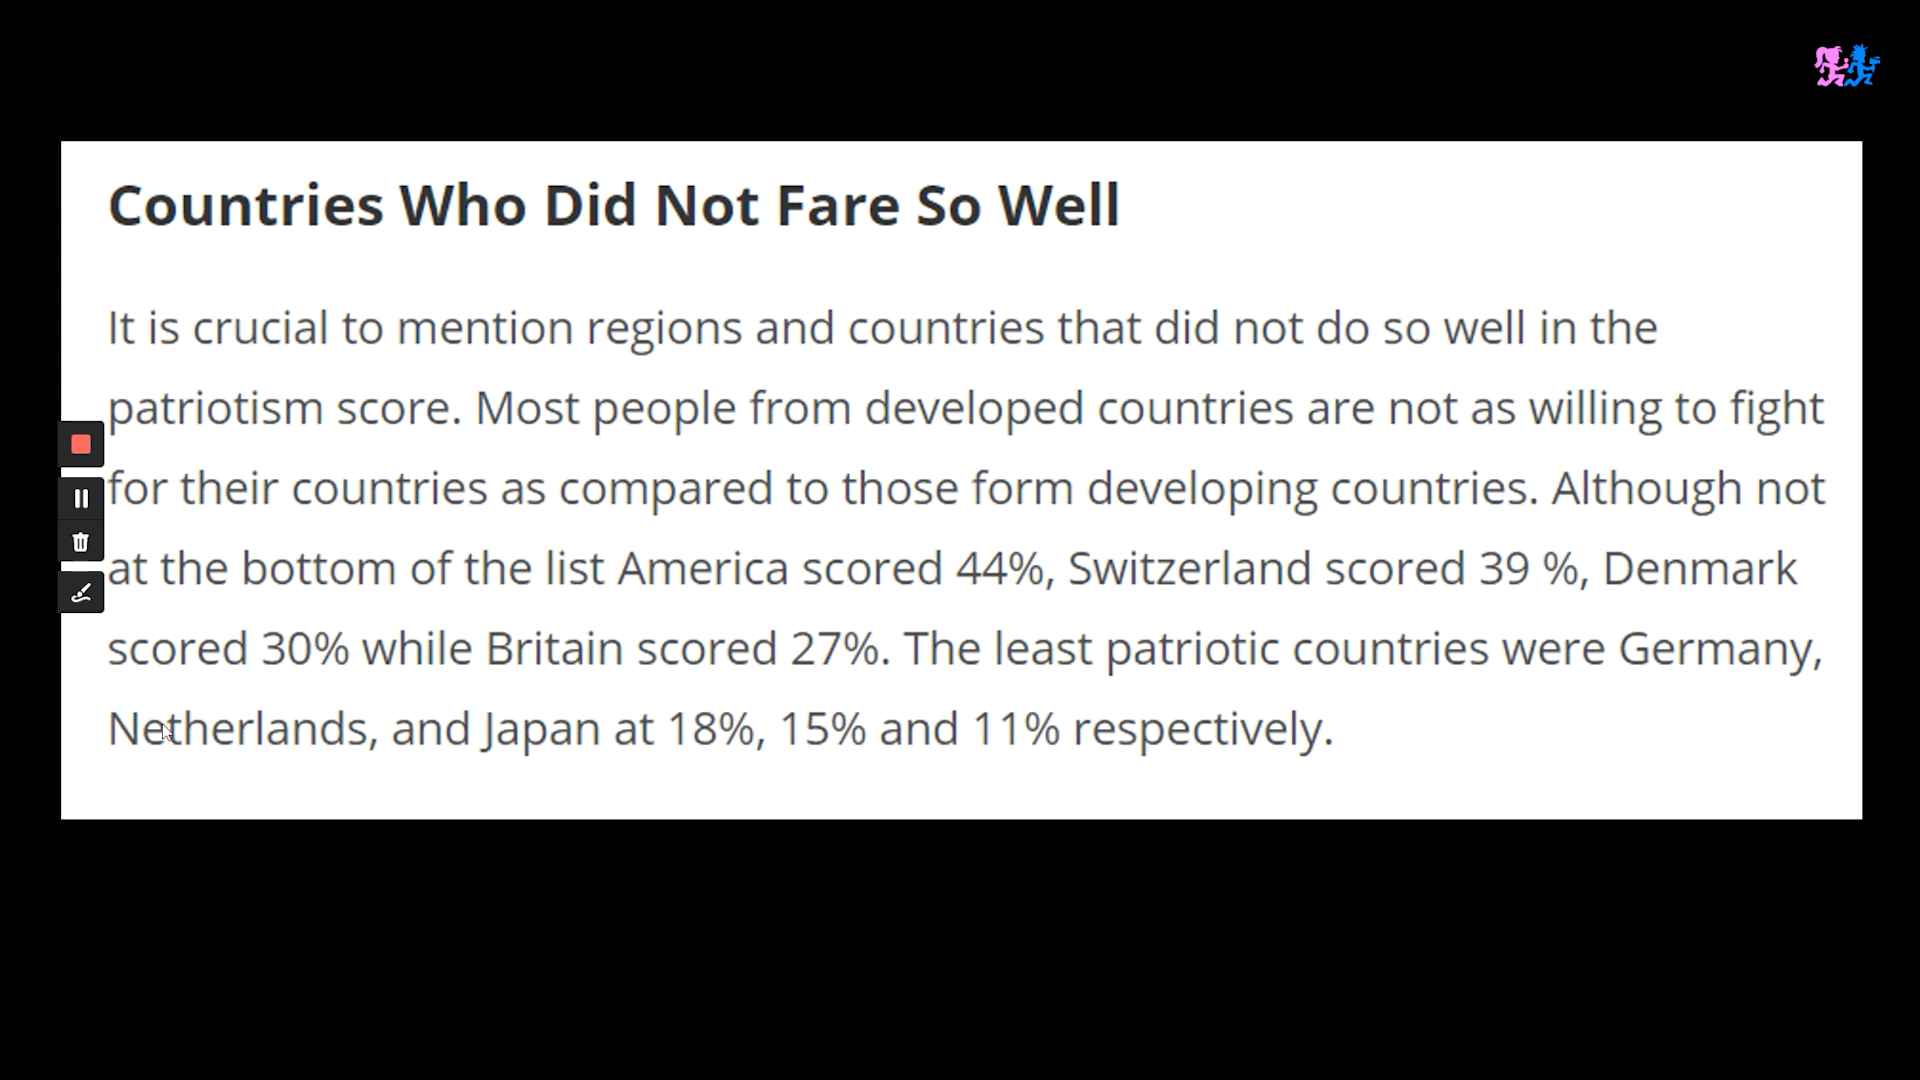 Countries Who Did Not Fare So Well
It is crucial to mention regions and countries that did not do so well in the
patriotism score. Most people from developed countries are not as willing to fight
for their countries as compared to those form developing countries. Although not
at the bottom of the list America scored 44%, Switzerland scored 39 %, Denmark
scored 30% while Britain scored 27%. The least patriotic countries were Germany,
Netherlands, and Japan at 18%, 15% and 11% respectively.